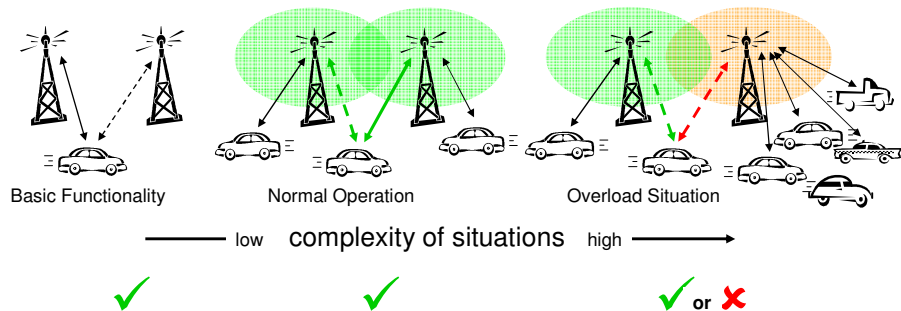 Basic Functionality Normal Operation Overload Situation
low complexity of situations high
or